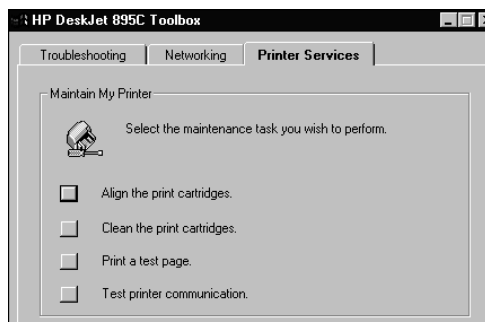 HP DeskJet 895C Toolbox
Troubleshooting Networking Printer Services
Maintain My Printer
Select the maintenance task you wish to perform.
Align the print cartridges.
Clean the print cartridges.
Print a test page.
Test printer communication.